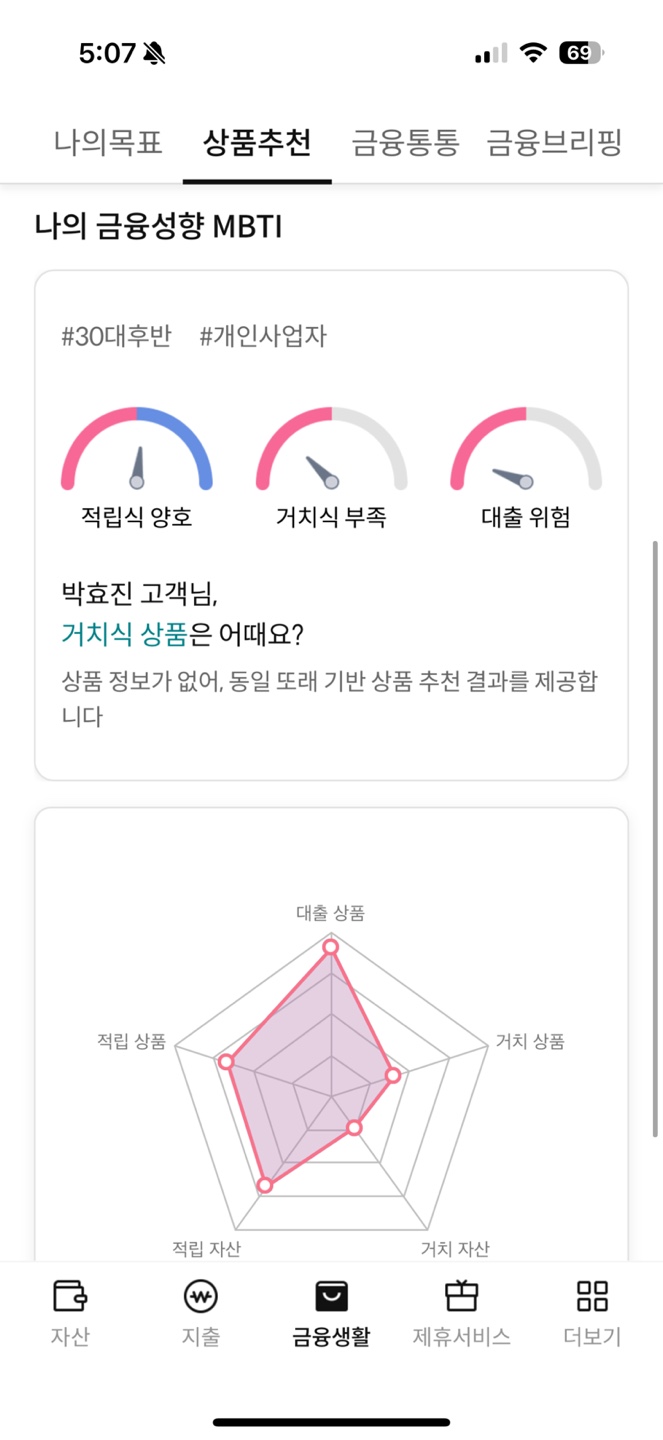 5:07
69
나의목표 상품추천 금융통통 금융브리핑
나의 금융성향 MBTI
#30대후반 #개인사업자
적립식 양호 거치식 부족 대출 위험
박효진 고객님,
거치식 상품은 어때요?
상품 정보가 없어, 동일 또래 기반 상품 추천 결과를 제공합
니다
대출 상품
적립 상품 거치 상품
적립 자산 거치 자산
자산 지출 금융생활 제휴서비스 더보기